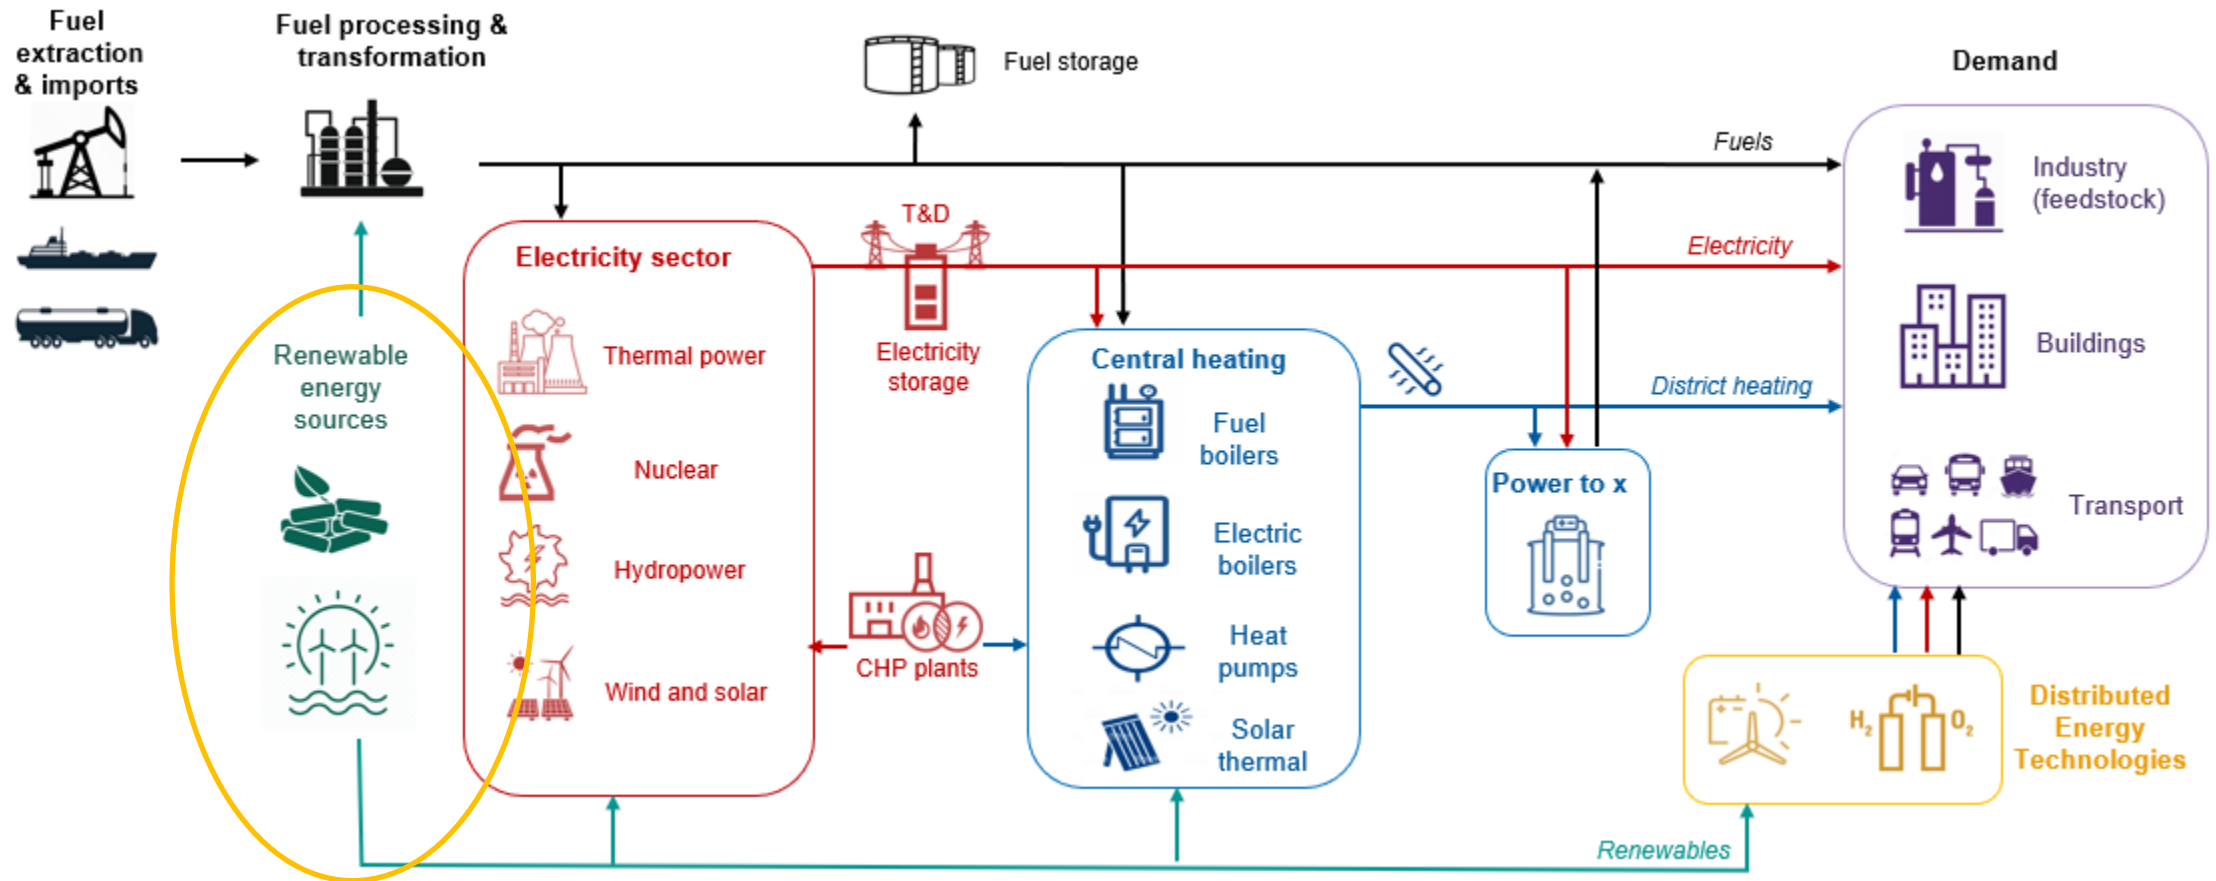 Fuel
extraction
& imports
Fuel processing &
transformation
Fuel storage
Demand
Fuels
Industry
(feedstock)
T&D
Electricity
Electricity sector
Renewable
energy
sources
Thermal power
Electricity
storage
Central heating
District heating
Buildings
Fuel
boilers
Nuclear
Power to x
Transport
Electric
boilers
Hydropower
Heat
pumps
CHP plants
Wind and solar
Solar
thermal
H2
O2
Distributed
Energy
Technologies
Renewables